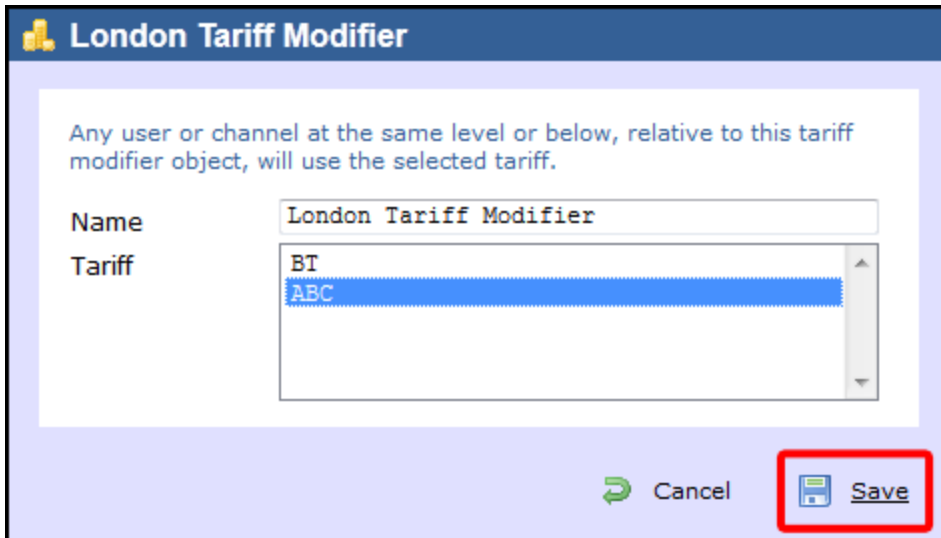 London Tariff Modifier
Any user or channel at the same level or below, relative to this tariff
modifier object, will use the selected tariff.
Name
London Tariff Modifier
Tariff
BT
ABC
Cancel
Save